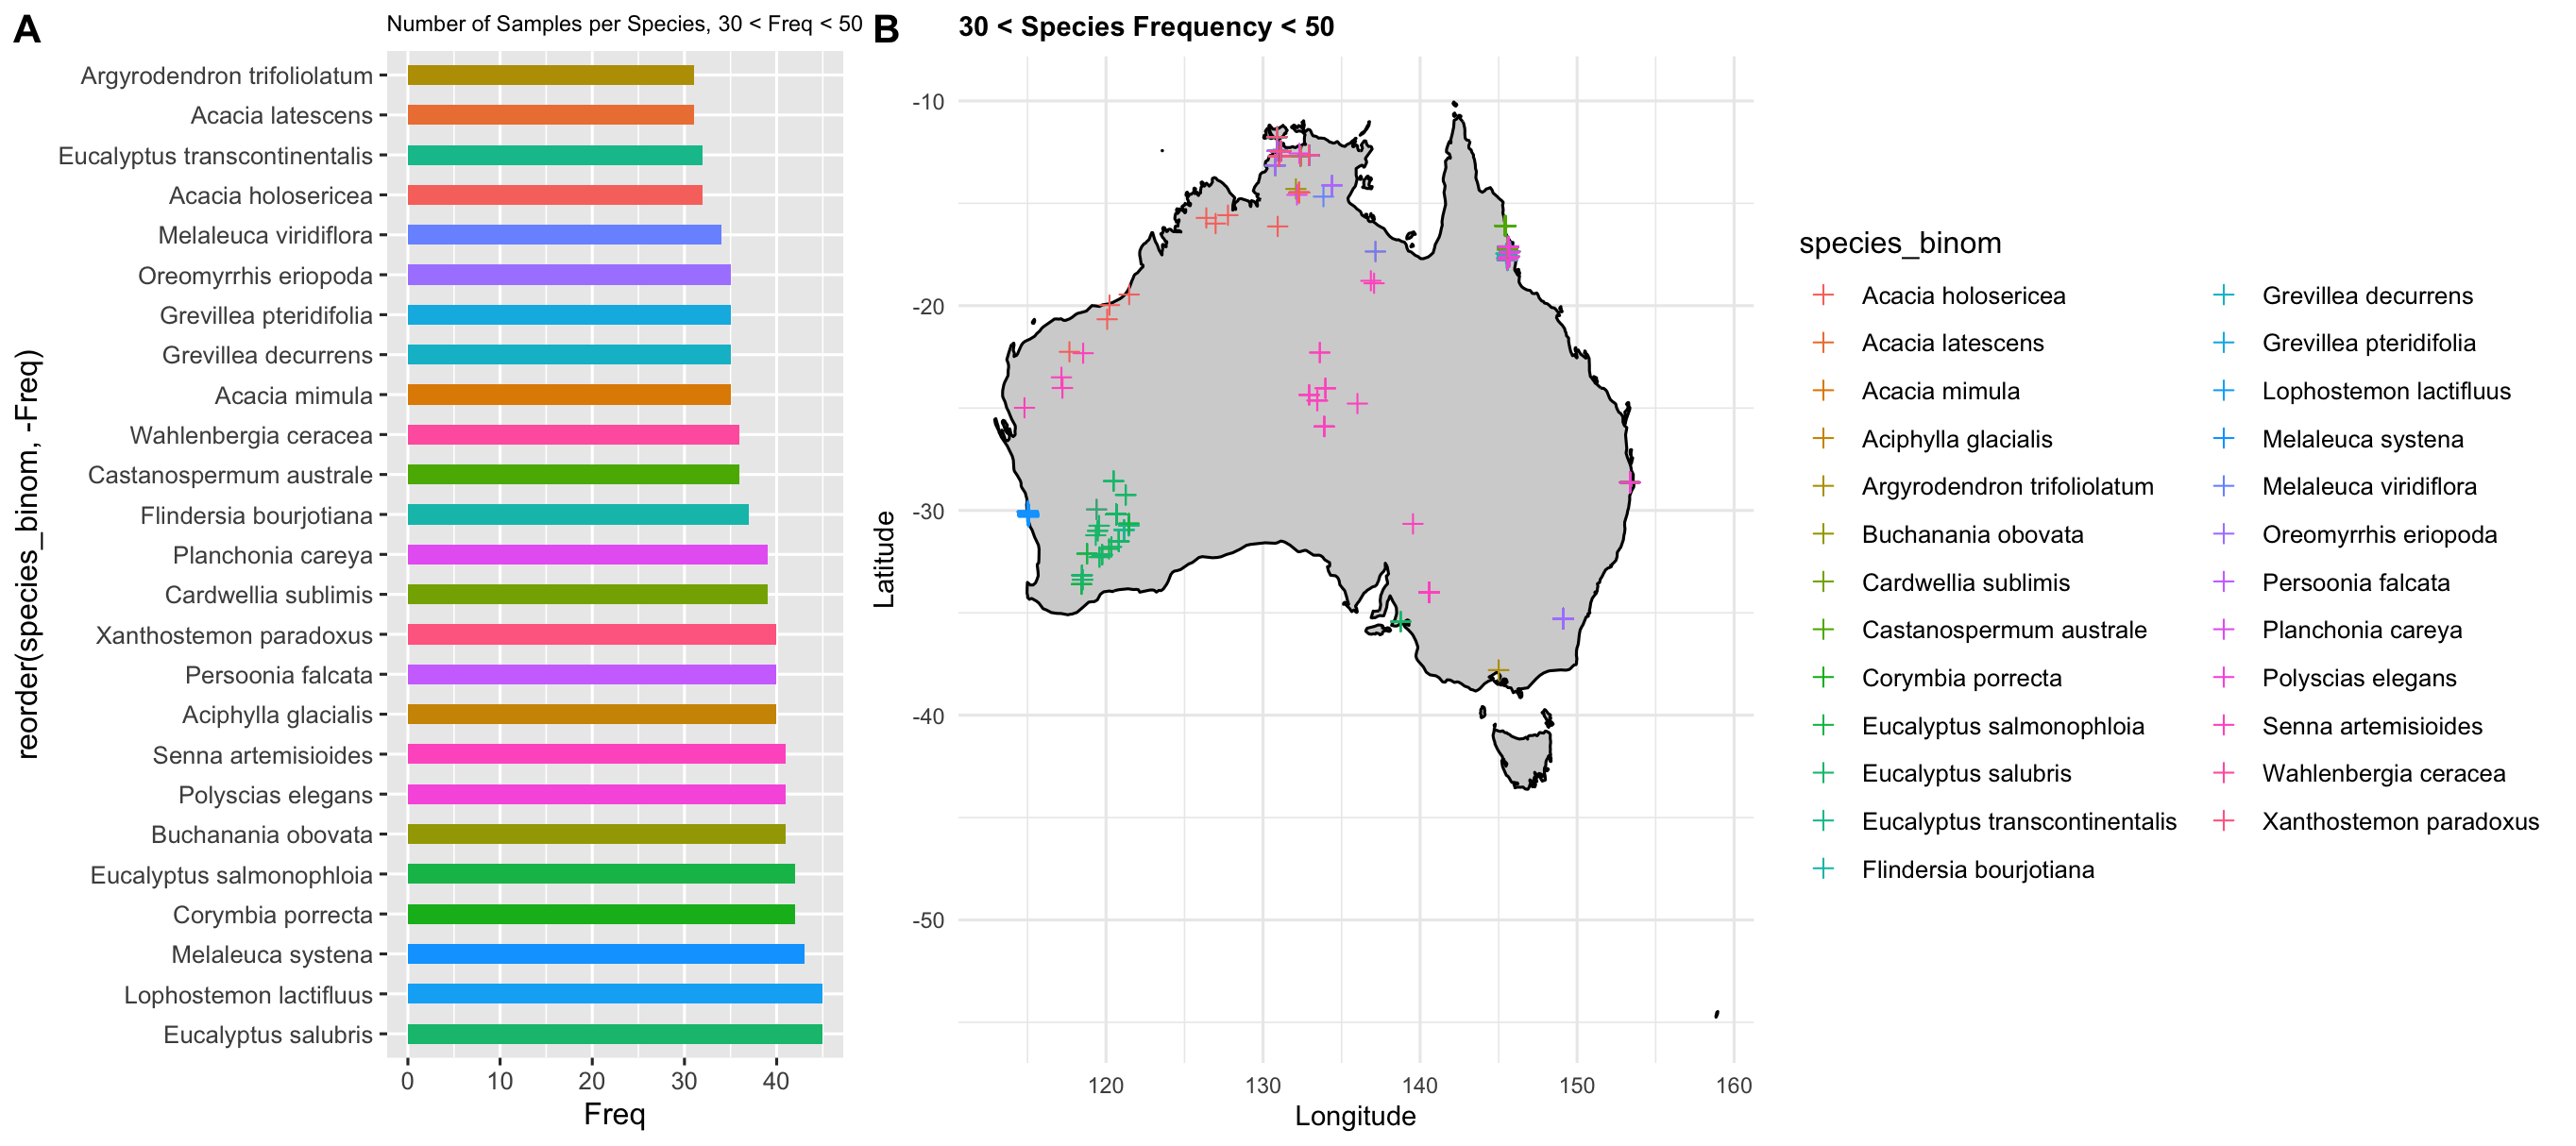 A
Number of Samples per Species, 30 < Freq < 50
reorder(species_binom, -Freq)
Argyrodendron trifoliolatum
Acacia latescens
Eucalyptus transcontinentalis
Acacia holosericea
Melaleuca viridiflora
Oreomyrrhis eriopoda
Grevillea pteridifolia
Grevillea decurrens
Acacia mimula
Wahlenbergia ceracea
Castanospermum australe
Flindersia bourjotiana
Planchonia careya
Cardwellia sublimis
Xanthostemon paradoxus
Persoonia falcata
Aciphylla glacialis
Senna artemisioides
Polyscias elegans
Buchanania obovata
Eucalyptus salmonophloia
Corymbia porrecta
Melaleuca systena
Lophostemon lactifluus
Eucalyptus salubris
0 10 20 30 40
Freq
B
30 < Species Frequency < 50
Latitude
-10
-20
-30
-40
-50
120 130 140 150 160
Longitude
species_binom
Acacia holosericea
Acacia latescens
Acacia mimula
Aciphylla glacialis
Argyrodendron trifoliolatum
Buchanania obovata
Cardwellia sublimis
Castanospermum australe
Corymbia porrecta
Eucalyptus salmonophloia
Eucalyptus salubris
Eucalyptus transcontinentalis
Flindersia bourjotiana
Grevillea decurrens
Grevillea pteridifolia
Lophostemon lactifluus
Melaleuca systena
Melaleuca viridiflora
Oreomyrrhis eriopoda
Persoonia falcata
Planchonia careya
Polyscias elegans
Senna artemisioides
Wahlenbergia ceracea
Xanthostemon paradoxus